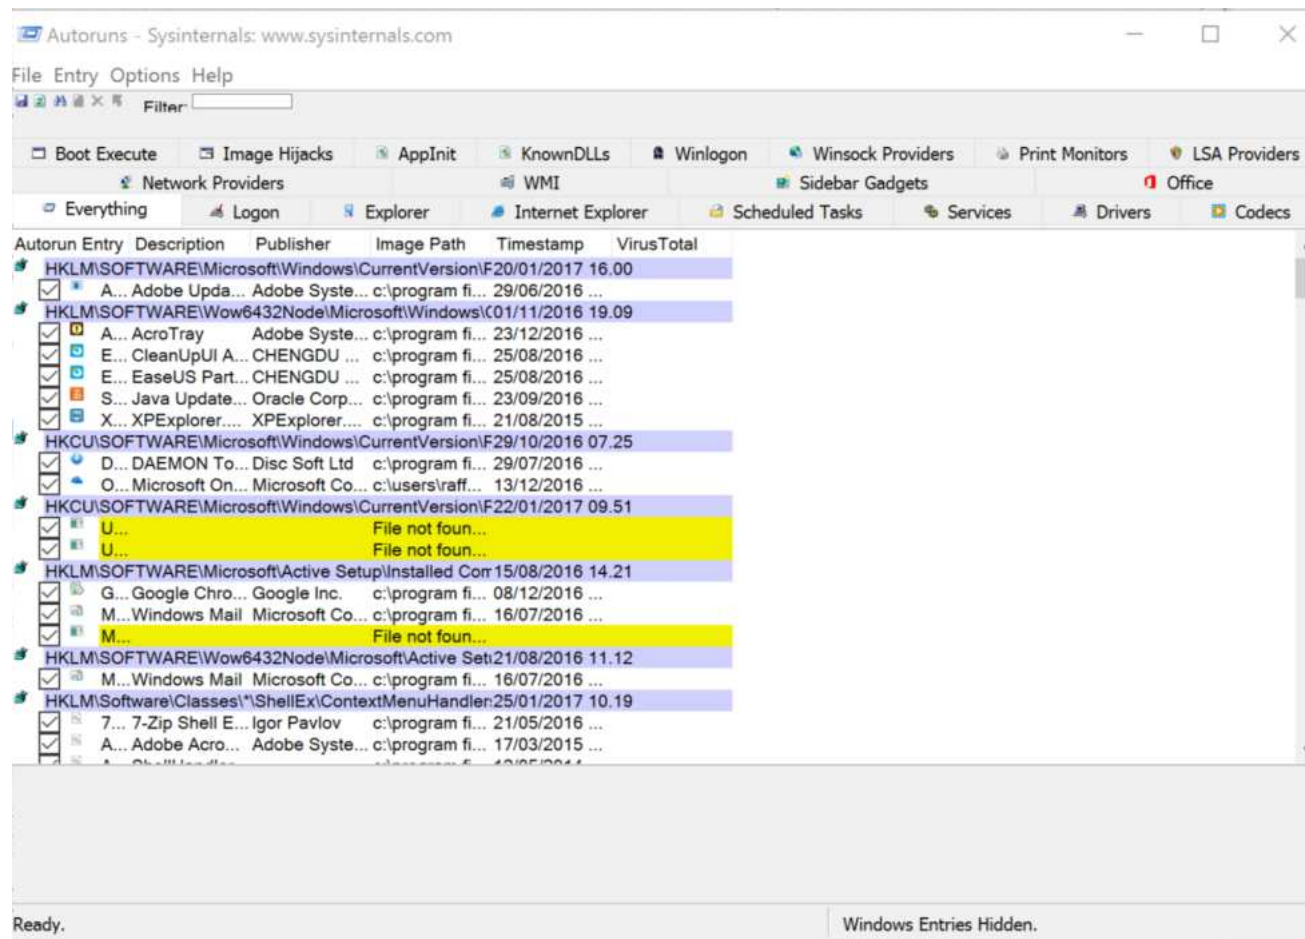 Autoruns - Sysinternals: www.sysinternals.com
File Entry Options Help
Filter:
Boot Execute Image Hijacks AppInit KnownDLLs Winlogon Winsock Providers Print Monitors LSA Providers
Network Providers WMI Sidebar Gadgets Office
Everything Logon Explorer Internet Explorer Scheduled Tasks Services Drivers Codecs
Autorun Entry Description Publisher Image Path Timestamp VirusTotal
HKLM\SOFTWARE\Microsoft\Windows\CurrentVersion\R 20/01/2017 16.00
A... Adobe Upda... Adobe Syste... c:\program fi... 29/06/2016 ...
HKLM\SOFTWARE\Wow6432Node\Microsoft\Windows\C 01/11/2016 19.09
A... AcroTray Adobe Syste... c:\program fi... 23/12/2016 ...
E... CleanUpUI A... CHENGDU ... c:\program fi... 25/08/2016 ...
E... EaseUS Part... CHENGDU ... c:\program fi... 25/08/2016 ...
S... Java Update... Oracle Corp... c:\program fi... 23/09/2016 ...
X... XPExplorer.... XPExplorer.... c:\program fi... 21/08/2015 ...
HKCU\SOFTWARE\Microsoft\Windows\CurrentVersion\R 29/10/2016 07.25
D... DAEMON To... Disc Soft Ltd c:\program fi... 29/07/2016 ...
O... Microsoft On... Microsoft Co... c:\users\raff... 13/12/2016 ...
HKCU\SOFTWARE\Microsoft\Windows\CurrentVersion\R 22/01/2017 09.51
U... File not foun...
U... File not foun...
HKLM\SOFTWARE\Microsoft\Active Setup\Installed Com 15/08/2016 14.21
G... Google Chro... Google Inc. c:\program fi... 08/12/2016 ...
M... Windows Mail Microsoft Co... c:\program fi... 16/07/2016 ...
M... File not foun...
HKLM\SOFTWARE\Wow6432Node\Microsoft\Active Setu 21/08/2016 11.12
M... Windows Mail Microsoft Co... c:\program fi... 16/07/2016 ...
HKLM\Software\Classes\*\ShellEx\ContextMenuHandler: 25/01/2017 10.19
7... 7-Zip Shell E... Igor Pavlov c:\program fi... 21/05/2016 ...
A... Adobe Acro... Adobe Syste... c:\program fi... 17/03/2015 ...
Ready. Windows Entries Hidden.